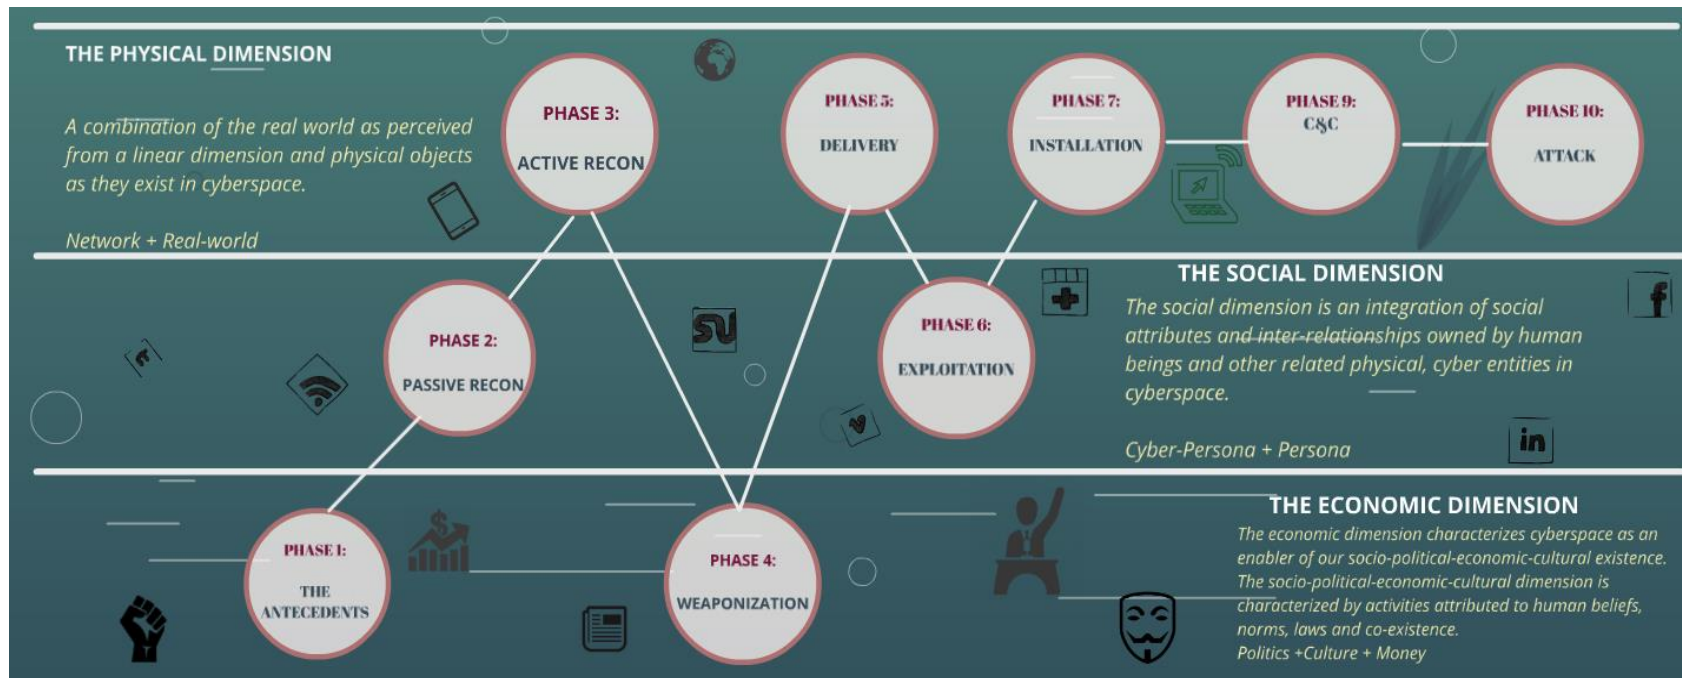 THE PHYSICAL DIMENSION
A combination of the real world as perceived
from a linear dimension and physical objects
as they exist in cyberspace.
Network + Real-world
PHASE 3:
ACTIVE RECON
PHASE 5:
DELIVERY
PHASE 7:
INSTALLATION
PHASE 9:
C&C
PHASE 10:
ATTACK
PHASE 2:
PASSIVE RECON
PHASE 6:
EXPLOITATION
THE SOCIAL DIMENSION
The social dimension is an integration of social
attributes and inter-relationships owned by human
beings and other related physical, cyber entities in
cyberspace.
Cyber-Persona + Persona
f
in
PHASE 1:
THE
ANTECEDENTS
$
PHASE 4:
WEAPONIZATION
THE ECONOMIC DIMENSION
The economic dimension characterizes cyberspace as an
enabler of our socio-political-economic-cultural existence.
The socio-political-economic-cultural dimension is
characterized by activities attributed to human beliefs,
norms, laws and co-existence.
Politics +Culture + Money